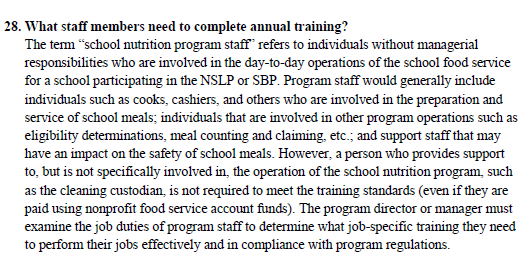 28. What staff members need to complete annual training?
The term “school nutrition program staff” refers to individuals without managerial
responsibilities who are involved in the day-to-day operations of the school food service
for a school participating in the NSLP or SBP. Program staff would generally include
individuals such as cooks, cashiers, and others who are involved in the preparation and
service of school meals; individuals that are involved in other program operations such as
eligibility determinations, meal counting and claiming, etc.; and support staff that may
have an impact on the safety of school meals. However, a person who provides support
to, but is not specifically involved in, the operation of the school nutrition program, such
as the cleaning custodian, is not required to meet the training standards (even if they are
paid using nonprofit food service account funds). The program director or manager must
examine the job duties of program staff to determine what job-specific training they need
to perform their jobs effectively and in compliance with program regulations.